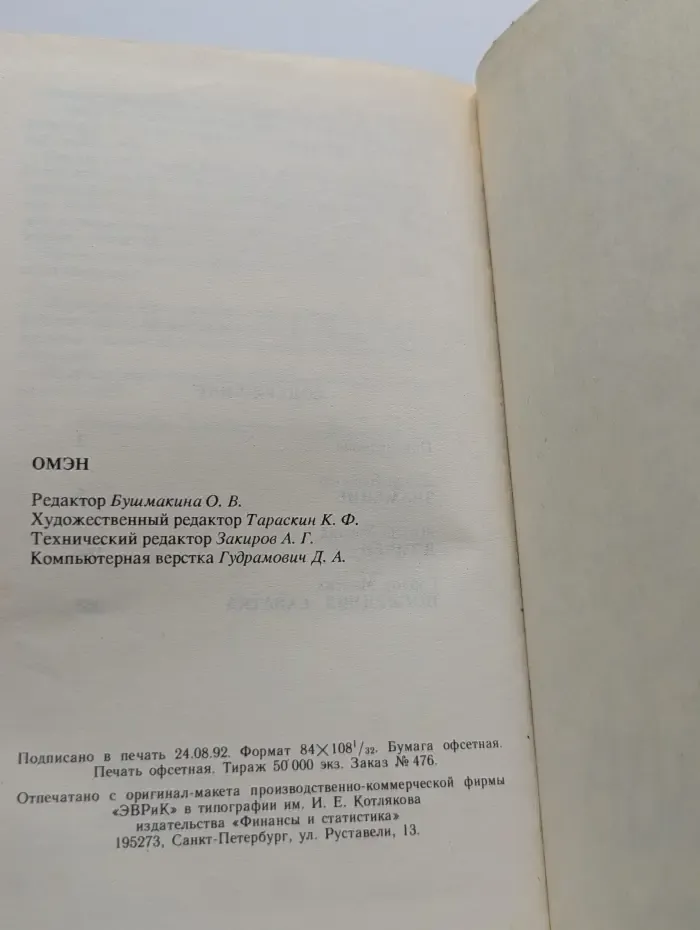 ОМЭН
Редактор Бушмакина О. В.
Художественный редактор Тараскин К. Ф.
Технический редактор Закиров А. Г.
Компьютерная верстка Гудрамович Д. А.
Подписано в печать 24.08.92. Формат 84×108¹/₃₂. Бумага офсетная.
Печать офсетная. Тираж 50 000 экз. Заказ № 476.
Отпечатано с оригинал-макета производственно-коммерческой фирмы
«ЭВРиК» в типографии им. И. Е. Котлякова
издательства «Финансы и статистика»
195273, Санкт-Петербург, ул. Руставели, 13.